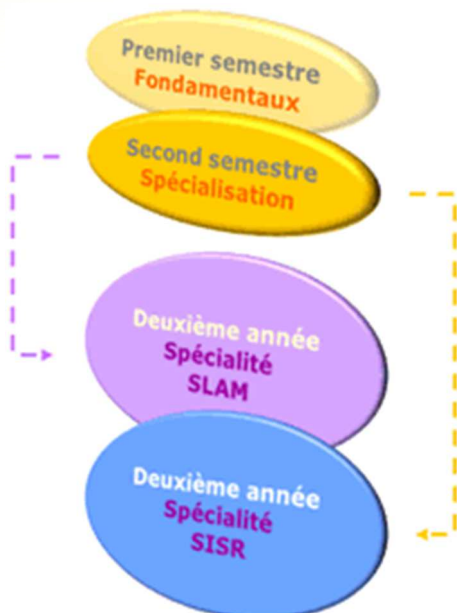 Premier semestre
Fondamentaux
Second semestre
Spécialisation
Deuxième année
Spécialité
SLAM
Deuxième année
Spécialité
SISR